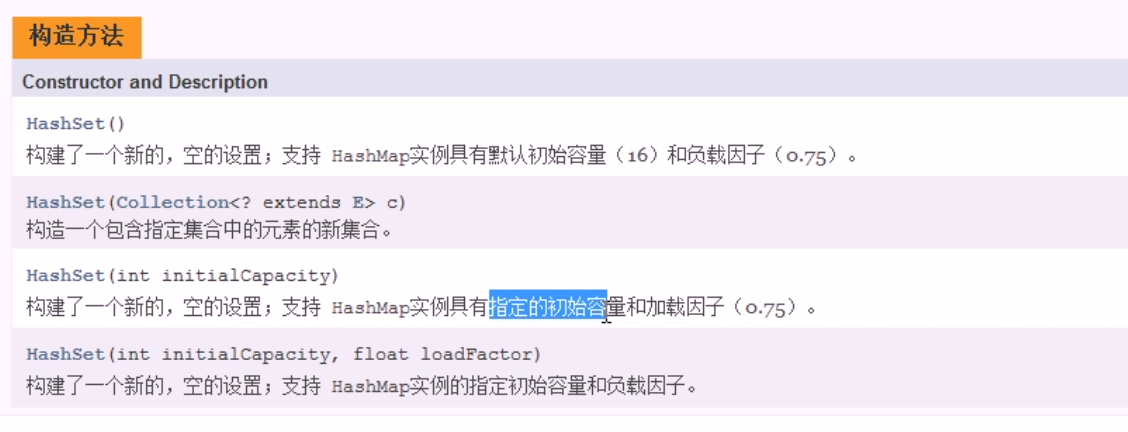 构造方法
Constructor and Description
HashSet()
构建了一个新的，空的设置；支持 HashMap实例具有默认初始容量（16）和负载因子（0.75）。
HashSet(Collection<? extends E> c)
构造一个包含指定集合中的元素的新集合。
HashSet(int initialCapacity)
构建了一个新的，空的设置；支持 HashMap实例具有指定的初始容量和加载因子（0.75）。
HashSet(int initialCapacity, float loadFactor)
构建了一个新的，空的设置；支持 HashMap实例的指定初始容量和负载因子。